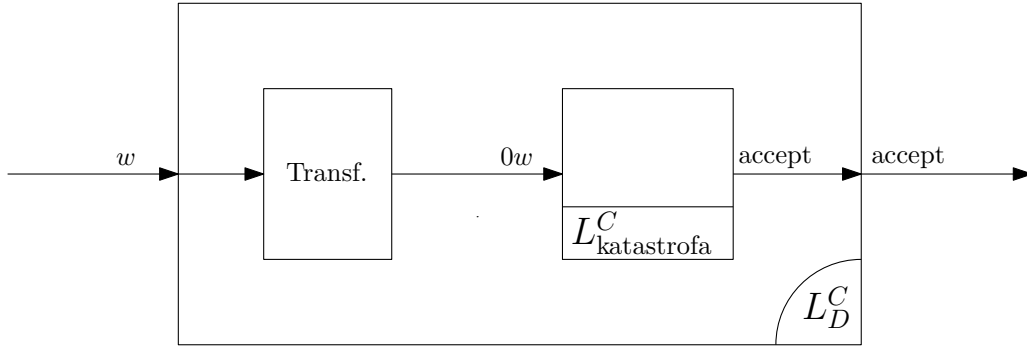 w
Transf.
0w
accept
accept
L^C_katastrofa
L^C_D